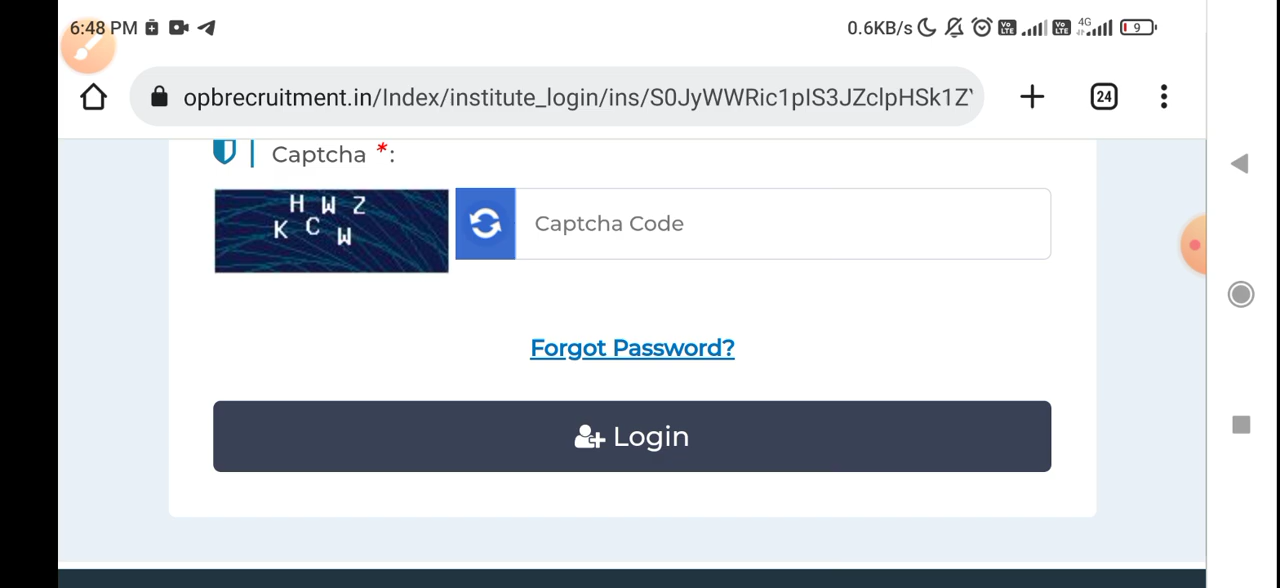 6:48 PM
0.6KB/s
4G
9
opbrecruitment.in/Index/institute_login/ins/
24
Captcha *:
Captcha Code
Forgot Password?
Login